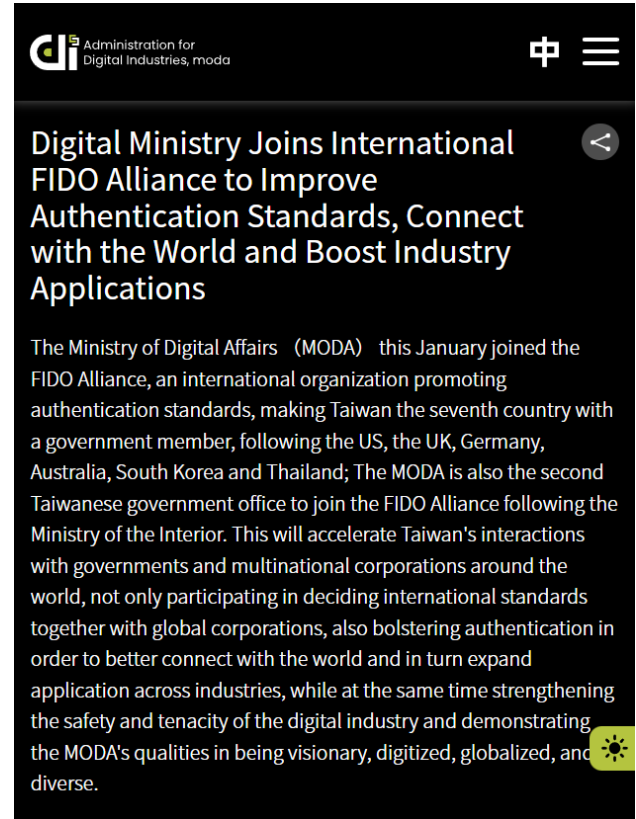 Administration for
Digital Industries, moda
中
Digital Ministry Joins International
FIDO Alliance to Improve
Authentication Standards, Connect
with the World and Boost Industry
Applications
The Ministry of Digital Affairs （MODA） this January joined the
FIDO Alliance, an international organization promoting
authentication standards, making Taiwan the seventh country with
a government member, following the US, the UK, Germany,
Australia, South Korea and Thailand; The MODA is also the second
Taiwanese government office to join the FIDO Alliance following the
Ministry of the Interior. This will accelerate Taiwan's interactions
with governments and multinational corporations around the
world, not only participating in deciding international standards
together with global corporations, also bolstering authentication in
order to better connect with the world and in turn expand
application across industries, while at the same time strengthening
the safety and tenacity of the digital industry and demonstrating
the MODA's qualities in being visionary, digitized, globalized, and
diverse.